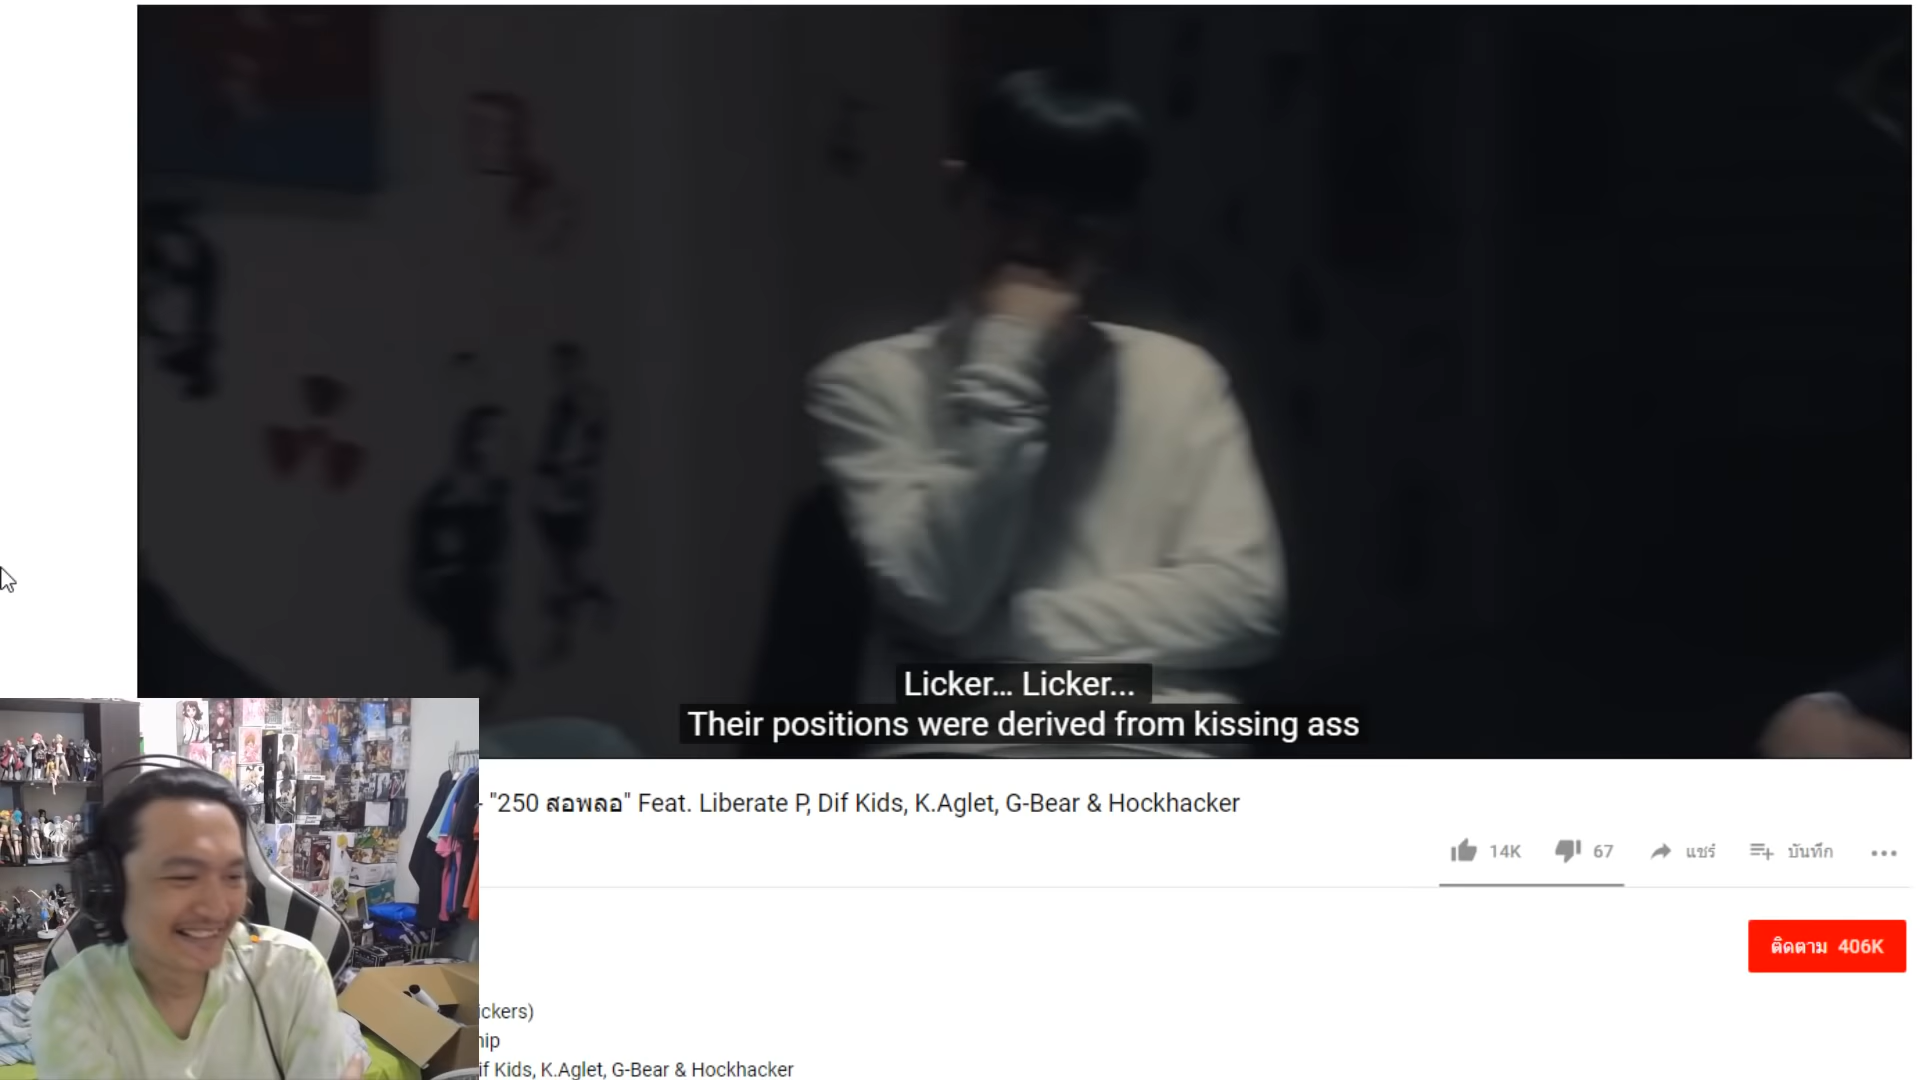 Licker... Licker...
Their positions were derived from kissing ass
- "250 สอพลอ" Feat. Liberate P, Dif Kids, K.Aglet, G-Bear & Hockhacker
14K 67 แชร์ บันทึก
ติดตาม 406K
ickers)
hip
if Kids, K.Aglet, G-Bear & Hockhacker